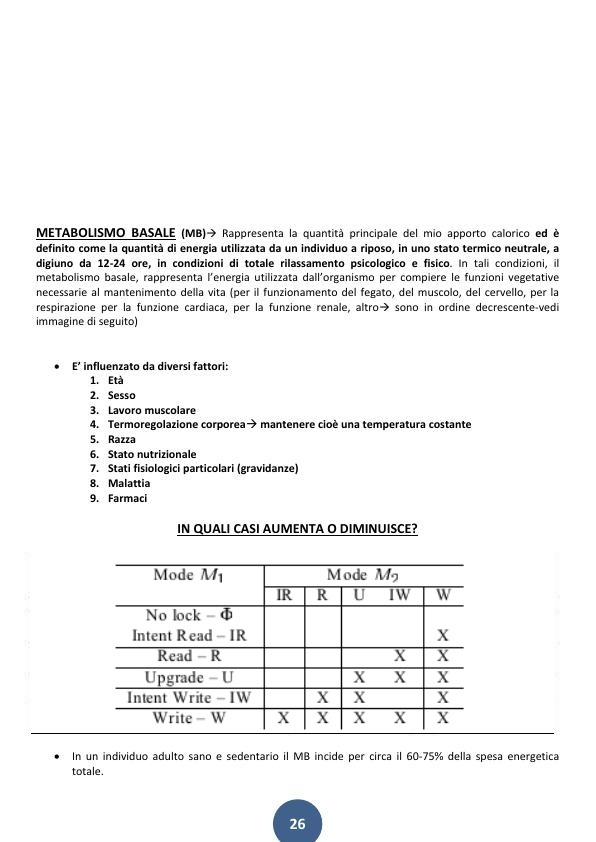 METABOLISMO BASALE (MB)→ Rappresenta la quantità principale del mio apporto calorico ed è
definito come la quantità di energia utilizzata da un individuo a riposo, in uno stato termico neutrale, a
digiuno da 12-24 ore, in condizioni di totale rilassamento psicologico e fisico. In tali condizioni, il
metabolismo basale, rappresenta l'energia utilizzata dall'organismo per compiere le funzioni vegetative
necessarie al mantenimento della vita (per il funzionamento del fegato, del muscolo, del cervello, per la
respirazione per la funzione cardiaca, per la funzione renale, altro→ sono in ordine decrescente-vedi
immagine di seguito)
• E' influenzato da diversi fattori:
1. Età
2. Sesso
3. Lavoro muscolare
4. Termoregolazione corporea→ mantenere cioè una temperatura costante
5. Razza
6. Stato nutrizionale
7. Stati fisiologici particolari (gravidanze)
8. Malattia
9. Farmaci
IN QUALI CASI AUMENTA O DIMINUISCE?
Mode M1 Mode M2
IR R U IW W
No lock – Φ
Intent Read – IR X
Read – R X X
Upgrade – U X X X
Intent Write – IW X X X
Write – W X X X X X
• In un individuo adulto sano e sedentario il MB incide per circa il 60-75% della spesa energetica
totale.
26